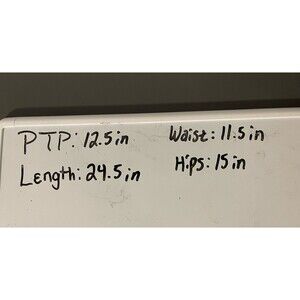 PTP: 12.5in
Waist: 11.5in
Length: 24.5in
Hips: 15in